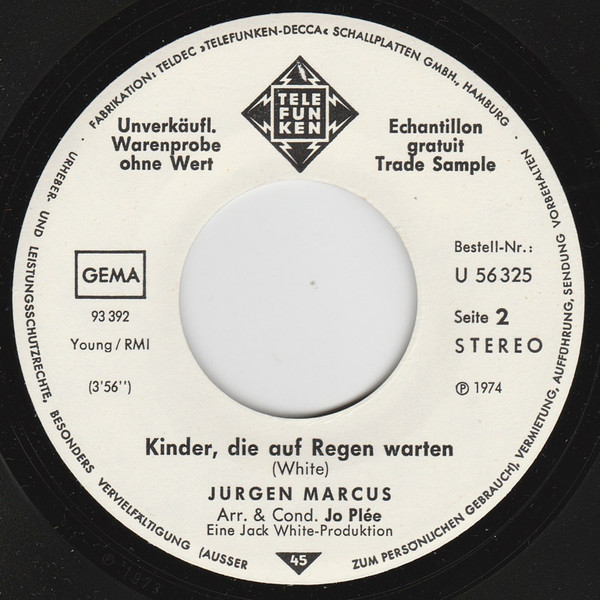 FABRIKATION: TELDEC »TELEFUNKEN-DECCA« SCHALLPLATTEN GMBH., HAMBURG · URHEBER- UND LEISTUNGSSCHUTZRECHTE, BESONDERS VERVIELFÄLTIGUNG (AUSSER ZUM PERSÖNLICHEN GEBRAUCH), VERMIETUNG, AUFFÜHRUNG, SENDUNG VORBEHALTEN ·
TELE
FUN
KEN
Unverkäufl.
Warenprobe
ohne Wert
Echantillon
gratuit
Trade Sample
GEMA
93 392
Young / RMI
(3'56'')
Bestell-Nr.:
U 56 325
Seite 2
STEREO
℗ 1974
Kinder, die auf Regen warten
(White)
JÜRGEN MARCUS
Arr. & Cond. Jo Plée
Eine Jack White-Produktion
45